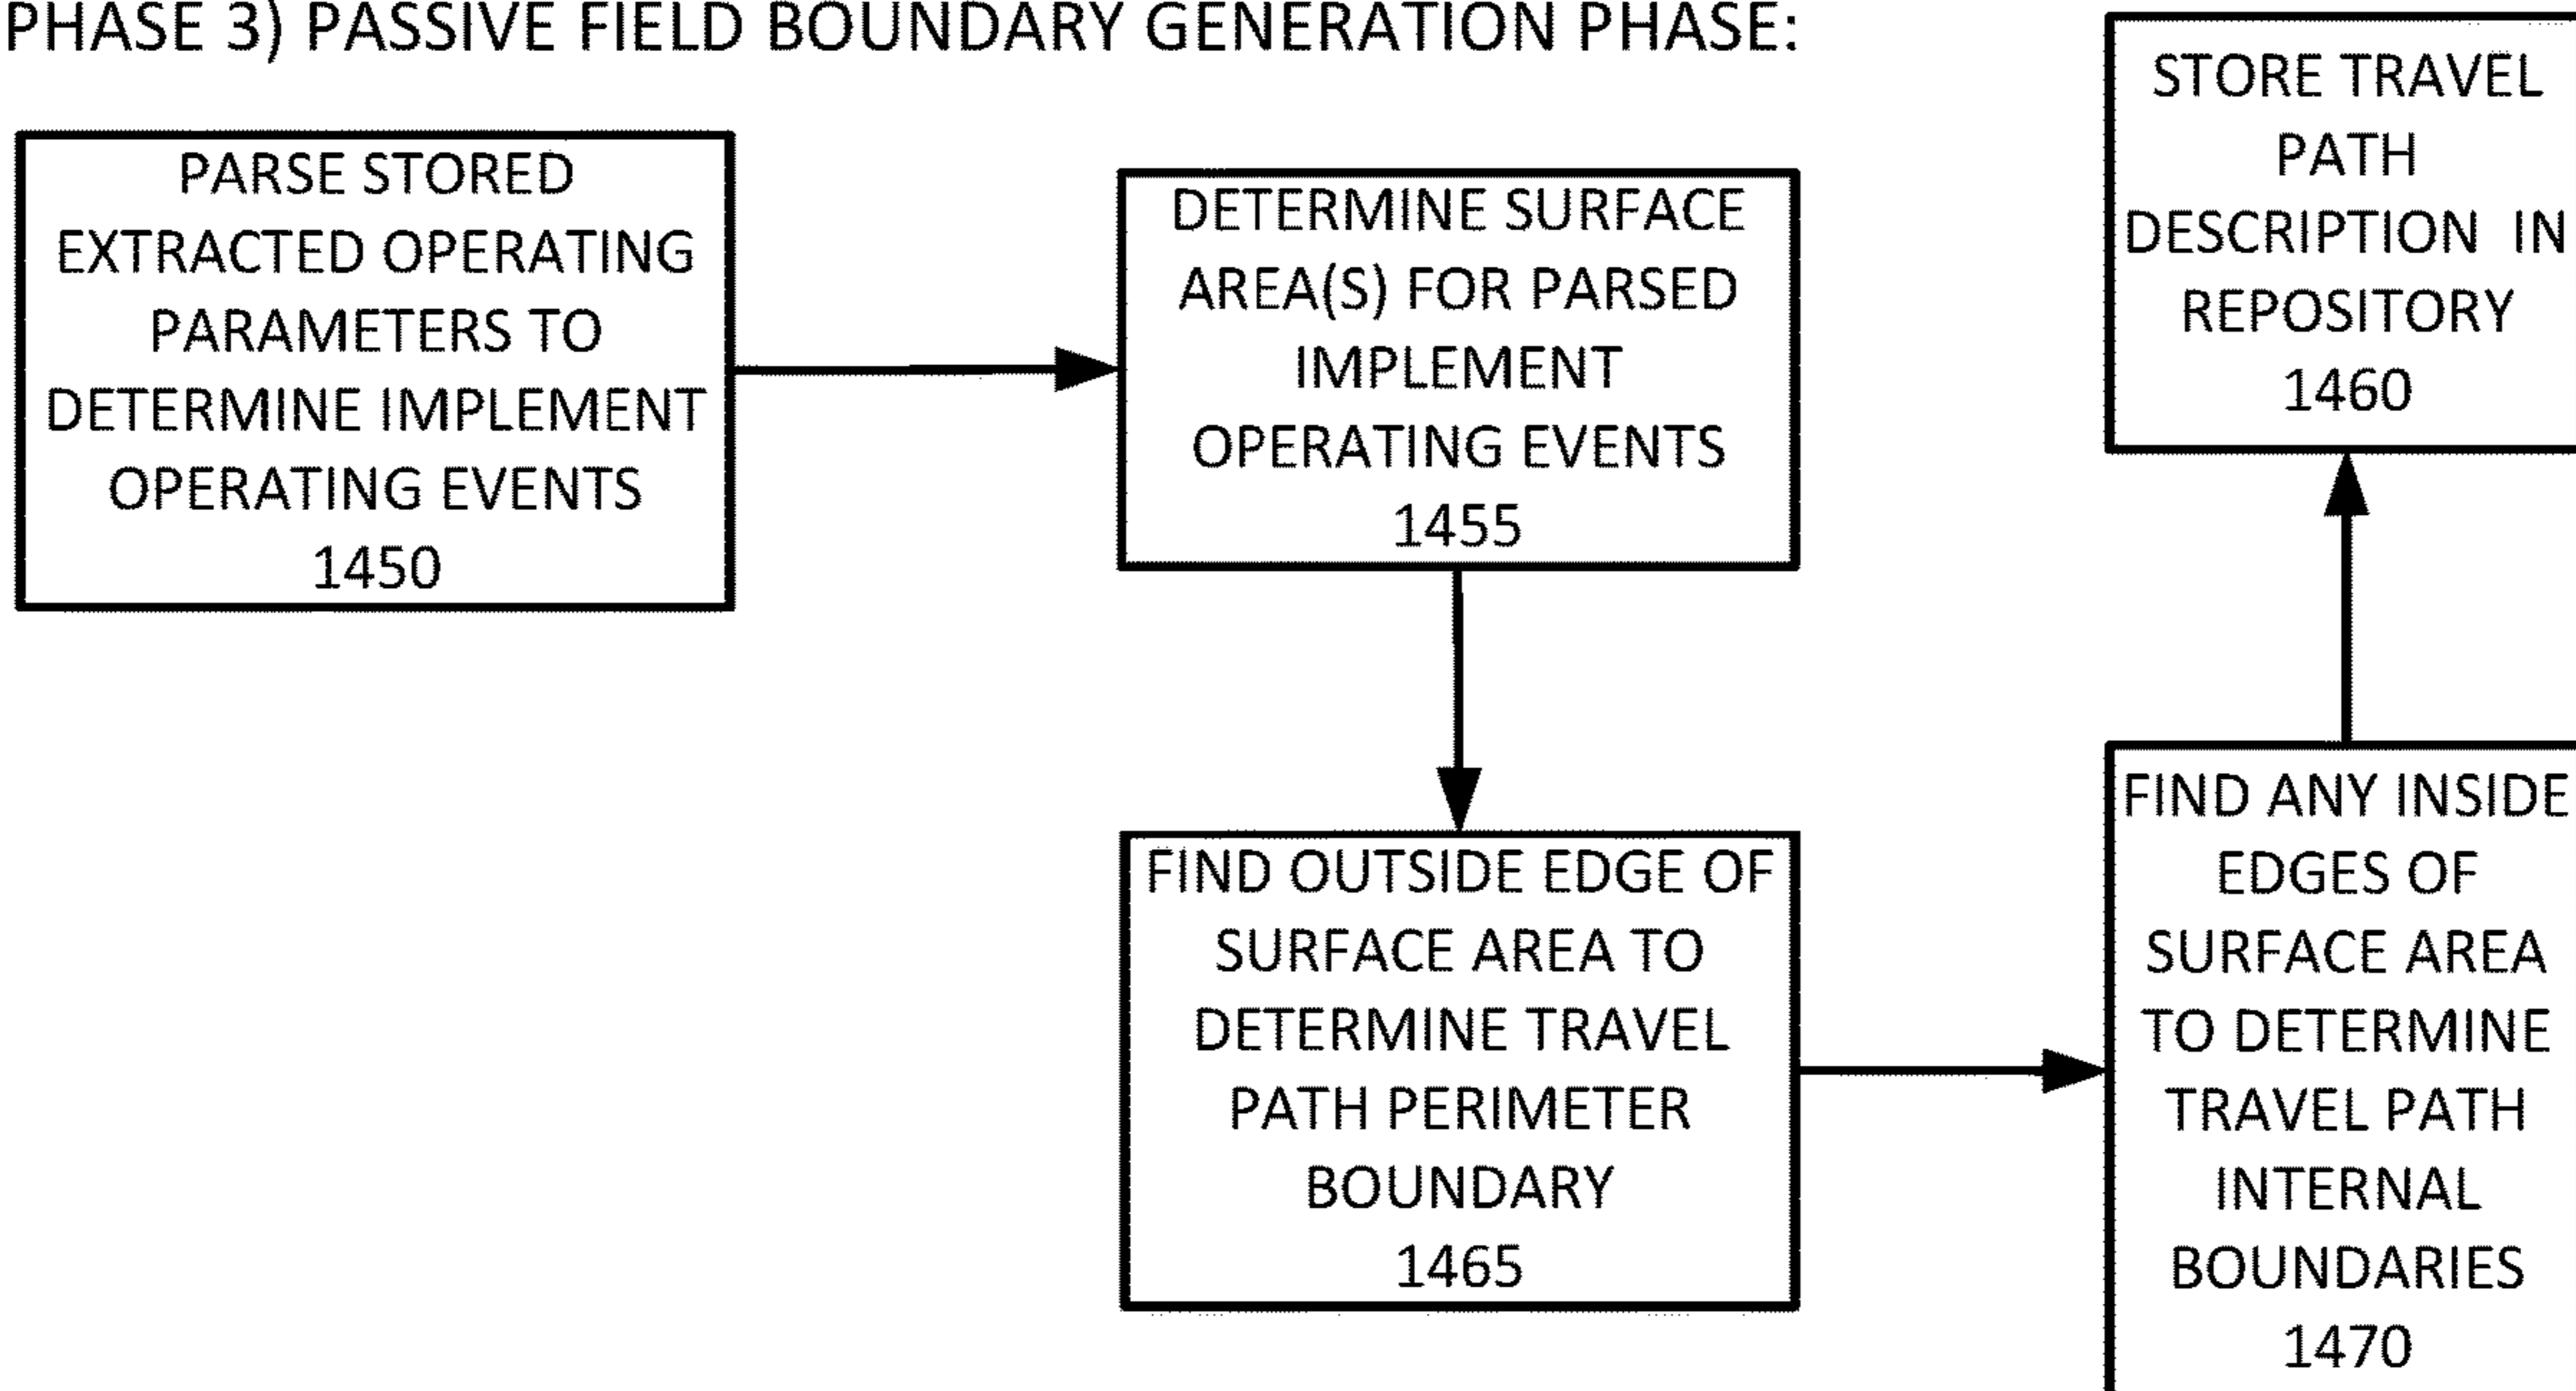 PHASE 3) PASSIVE FIELD BOUNDARY GENERATION PHASE:
PARSE STORED
EXTRACTED OPERATING
PARAMETERS TO
DETERMINE IMPLEMENT
OPERATING EVENTS
1450
DETERMINE SURFACE
AREA(S) FOR PARSED
IMPLEMENT
OPERATING EVENTS
1455
FIND OUTSIDE EDGE OF
SURFACE AREA TO
DETERMINE TRAVEL
PATH PERIMETER
BOUNDARY
1465
FIND ANY INSIDE
EDGES OF
SURFACE AREA
TO DETERMINE
TRAVEL PATH
INTERNAL
BOUNDARIES
1470
STORE TRAVEL
PATH
DESCRIPTION IN
REPOSITORY
1460